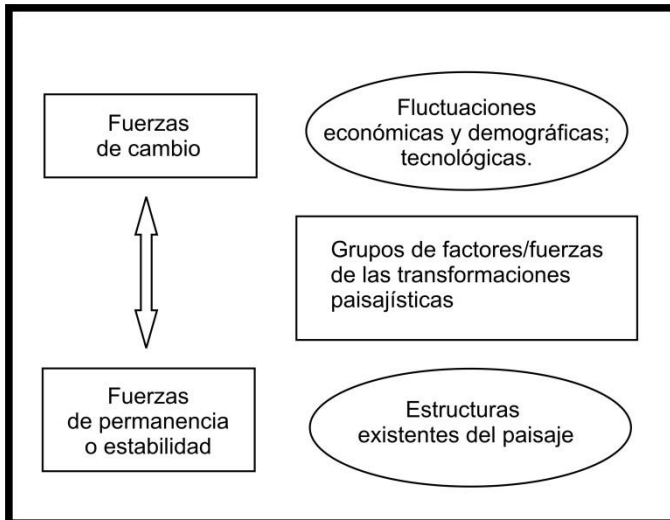 Fuerzas
de cambio
Fluctuaciones
económicas y demográficas;
tecnológicas.
Grupos de factores/fuerzas
de las transformaciones
paisajísticas
Fuerzas
de permanencia
o estabilidad
Estructuras
existentes del paisaje